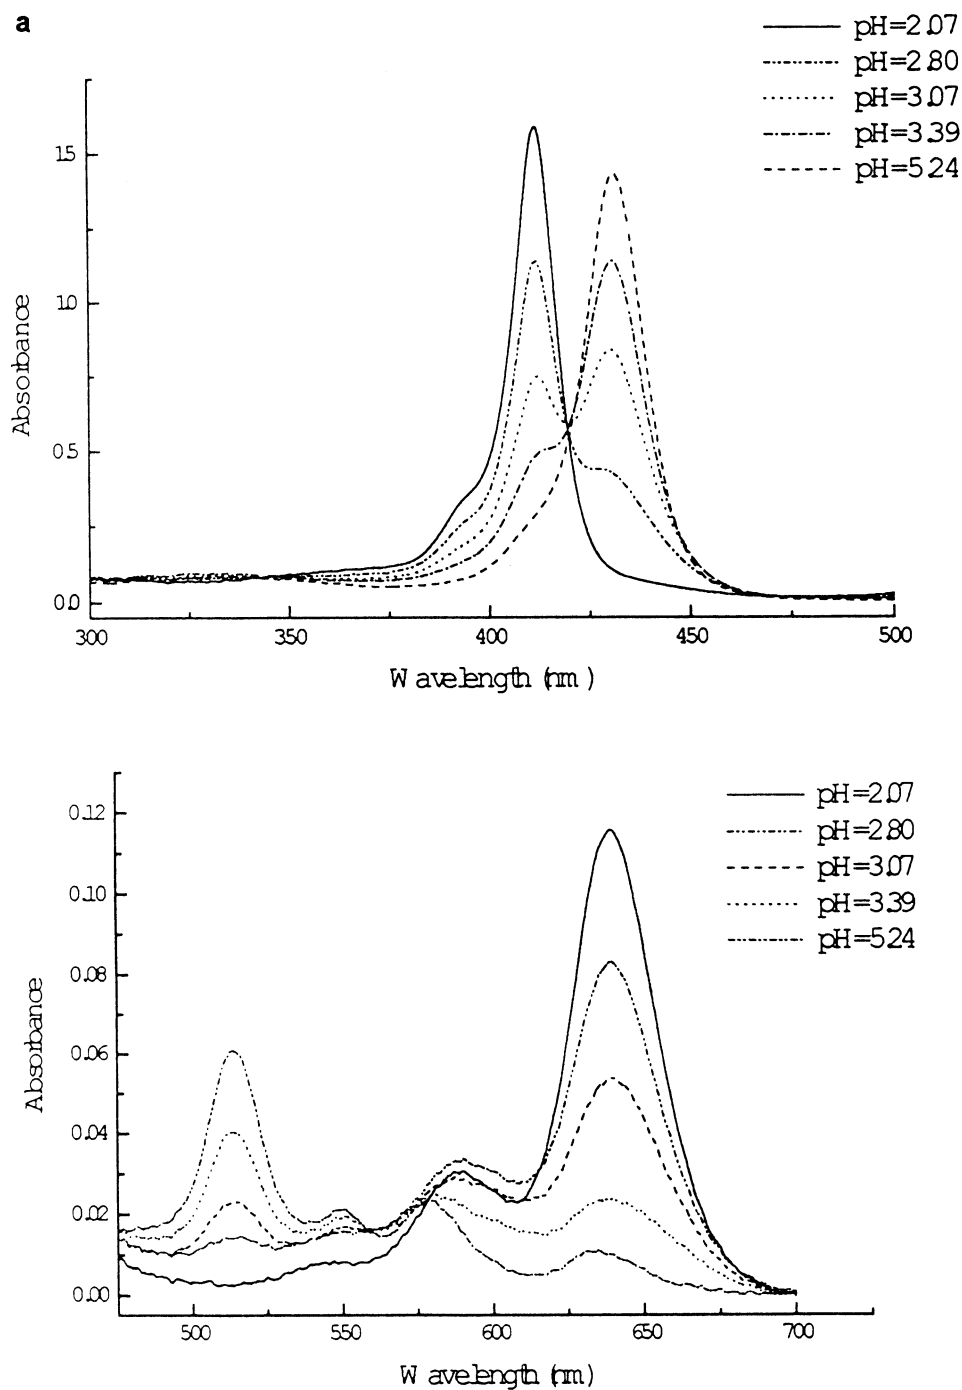 a
pH=2.07
pH=2.80
pH=3.07
pH=3.39
pH=5.24
1.5
1.0
0.5
0.0
Absorbance
300 350 400 450 500
Wavelength (nm)
pH=2.07
pH=2.80
pH=3.07
pH=3.39
pH=5.24
0.12
0.10
0.08
0.06
0.04
0.02
0.00
Absorbance
500 550 600 650 700
Wavelength (nm)